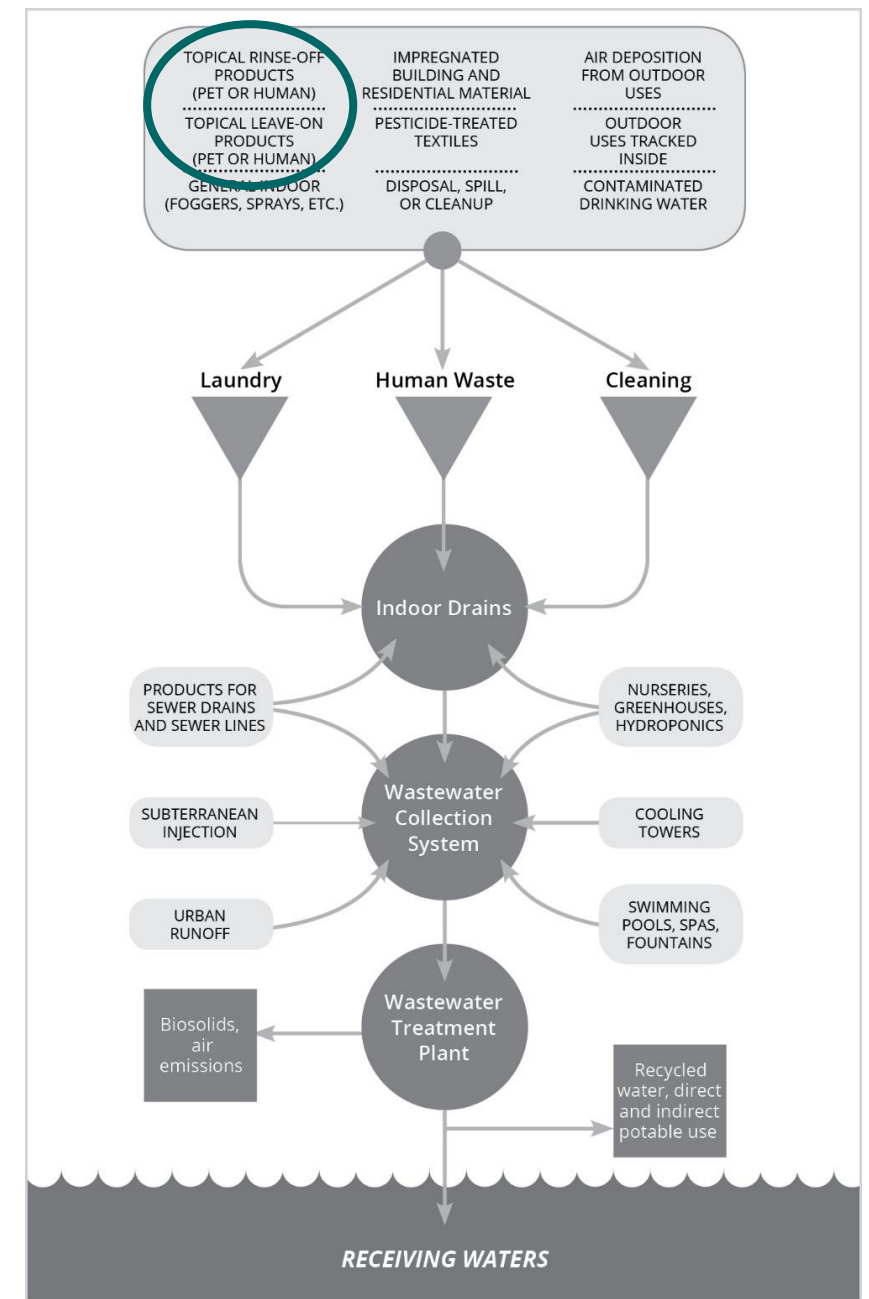 TOPICAL RINSE-OFF
PRODUCTS
(PET OR HUMAN)
TOPICAL LEAVE-ON
PRODUCTS
(PET OR HUMAN)
GENERAL INDOOR
(FOGGERS, SPRAYS, ETC.)
IMPREGNATED
BUILDING AND
RESIDENTIAL MATERIAL
PESTICIDE-TREATED
TEXTILES
DISPOSAL, SPILL,
OR CLEANUP
AIR DEPOSITION
FROM OUTDOOR
USES
OUTDOOR
USES TRACKED
INSIDE
CONTAMINATED
DRINKING WATER
Laundry
Human Waste
Cleaning
Indoor Drains
PRODUCTS FOR
SEWER DRAINS
AND SEWER LINES
NURSERIES,
GREENHOUSES,
HYDROPONICS
Wastewater
Collection
System
SUBTERRANEAN
INJECTION
COOLING
TOWERS
URBAN
RUNOFF
SWIMMING
POOLS, SPAS,
FOUNTAINS
Wastewater
Treatment
Plant
Biosolids,
air
emissions
Recycled
water, direct
and indirect
potable use
RECEIVING WATERS